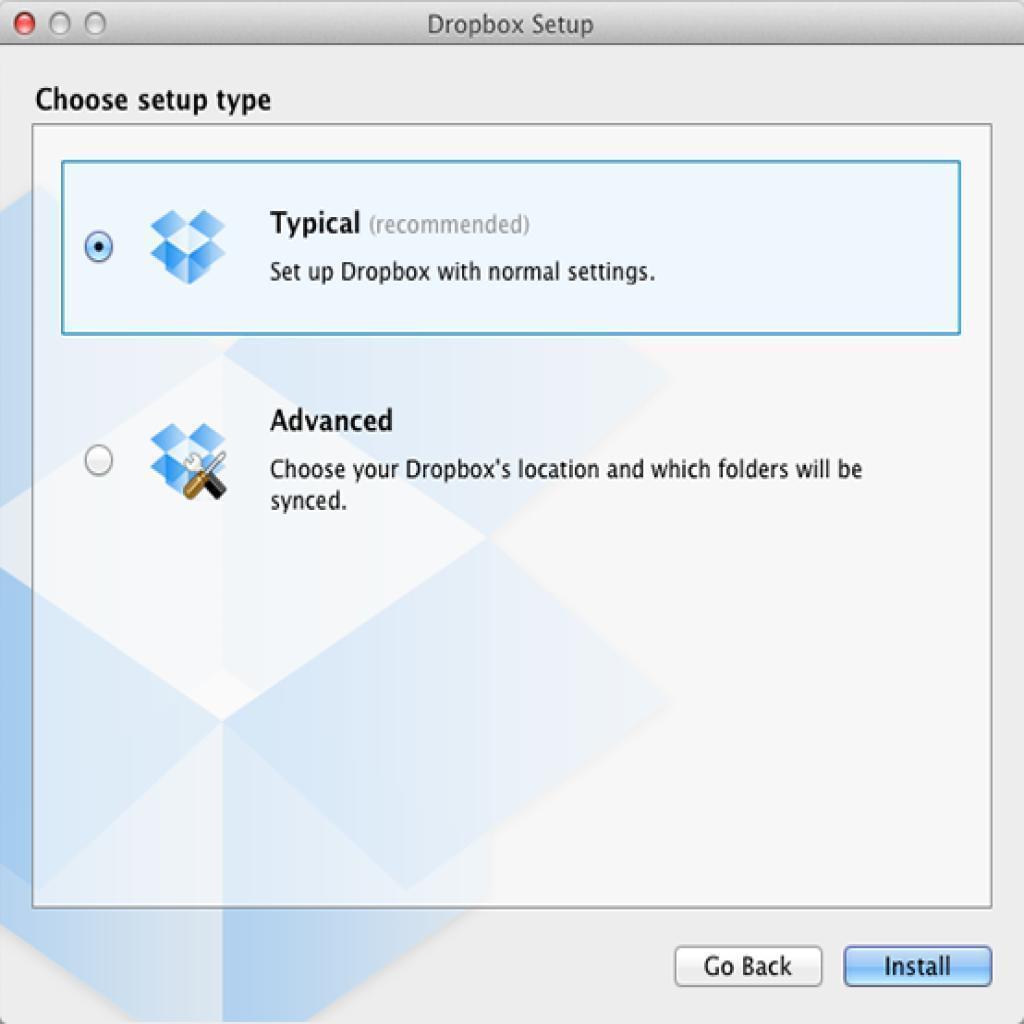 Dropbox Setup
Choose setup type
Typical (recommended)
Set up Dropbox with normal settings.
Advanced
Choose your Dropbox's location and which folders will be
synced.
Go Back
Install